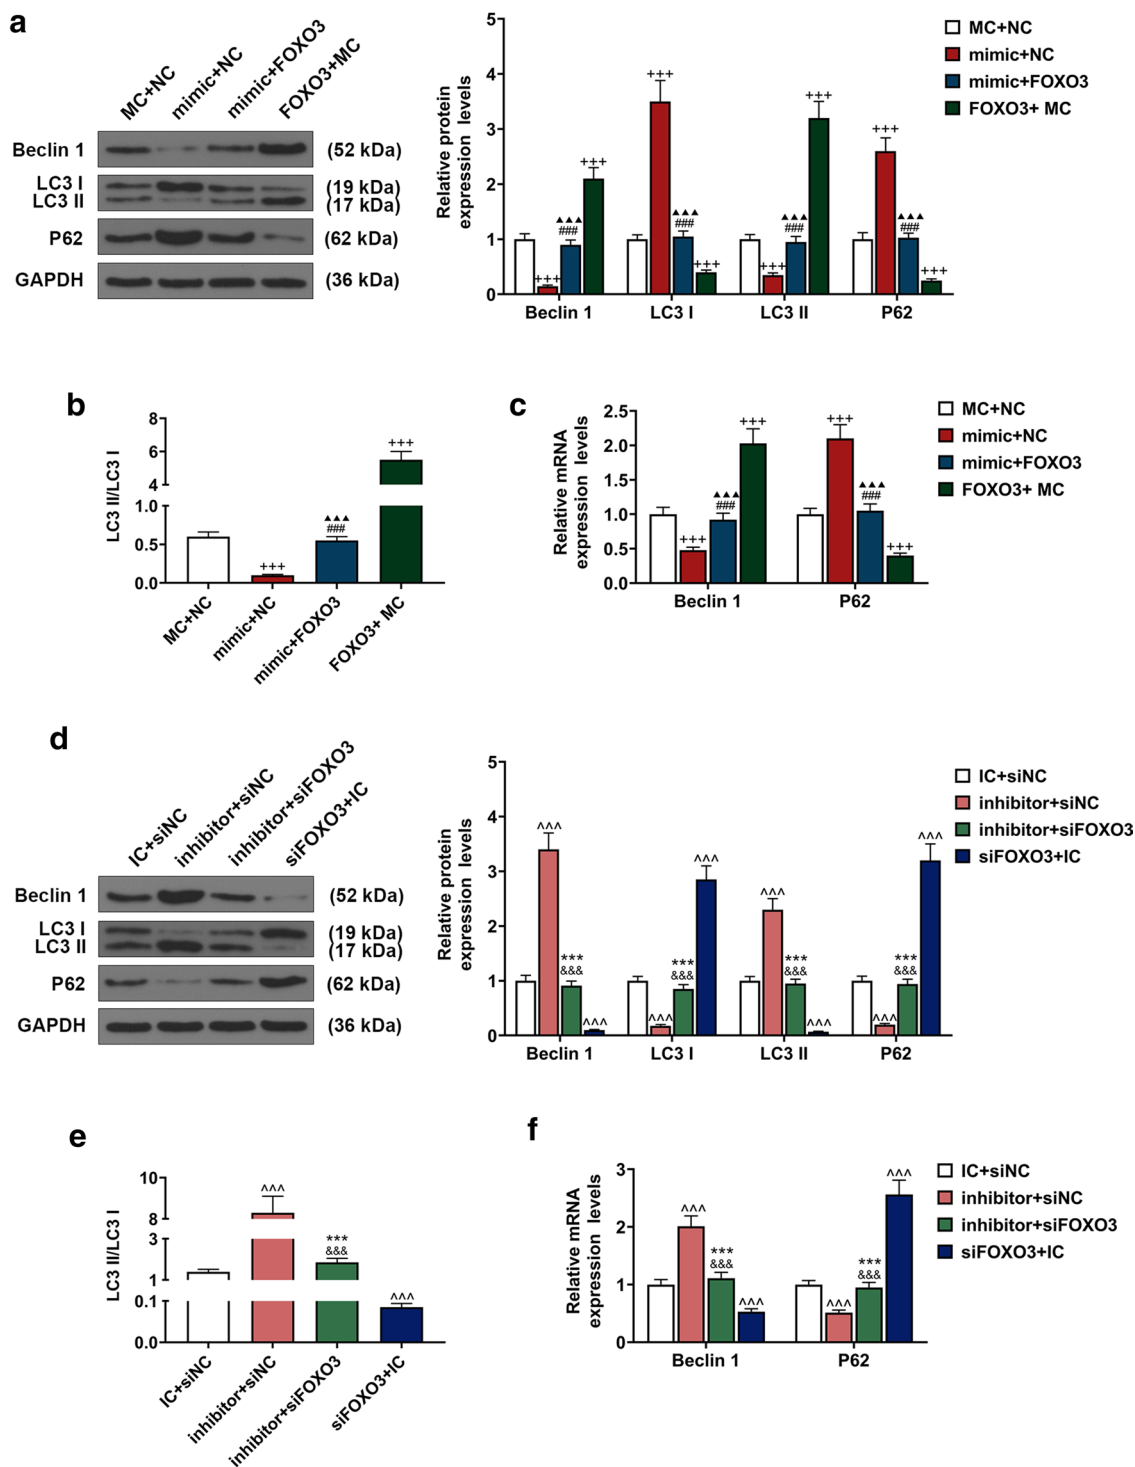 a
MC+NC
mimic+NC
mimic+FOXO3
FOXO3+MC
Beclin 1
(52 kDa)
LC3 I
(19 kDa)
LC3 II
(17 kDa)
P62
(62 kDa)
GAPDH
(36 kDa)
Relative protein
expression levels
5
4
3
2
1
0
+++
▲▲▲
###
+++
+++
▲▲▲
###
+++
+++
▲▲▲
###
+++
+++
▲▲▲
###
+++
Beclin 1
LC3 I
LC3 II
P62
MC+NC
mimic+NC
mimic+FOXO3
FOXO3+ MC
b
LC3 II/LC3 I
8
6
4
1.0
0.5
0.0
+++
▲▲▲
###
+++
MC+NC
mimic+NC
mimic+FOXO3
FOXO3+ MC
c
Relative mRNA
expression levels
2.5
2.0
1.5
1.0
0.5
0.0
+++
▲▲▲
###
+++
+++
▲▲▲
###
+++
Beclin 1
P62
MC+NC
mimic+NC
mimic+FOXO3
FOXO3+ MC
d
IC+siNC
inhibitor+siNC
inhibitor+siFOXO3
siFOXO3+IC
Beclin 1
(52 kDa)
LC3 I
(19 kDa)
LC3 II
(17 kDa)
P62
(62 kDa)
GAPDH
(36 kDa)
Relative protein
expression levels
5
4
3
2
1
0
^^^
***
&&&
^^^
^^^
***
&&&
^^^
^^^
***
&&&
^^^
^^^
***
&&&
^^^
Beclin 1
LC3 I
LC3 II
P62
IC+siNC
inhibitor+siNC
inhibitor+siFOXO3
siFOXO3+IC
e
LC3 II/LC3 I
10
8
3
1
0.1
0.0
^^^
***
&&&
^^^
IC+siNC
inhibitor+siNC
inhibitor+siFOXO3
siFOXO3+IC
f
Relative mRNA
expression levels
3
2
1
0
^^^
***
&&&
^^^
^^^
***
&&&
^^^
Beclin 1
P62
IC+siNC
inhibitor+siNC
inhibitor+siFOXO3
siFOXO3+IC